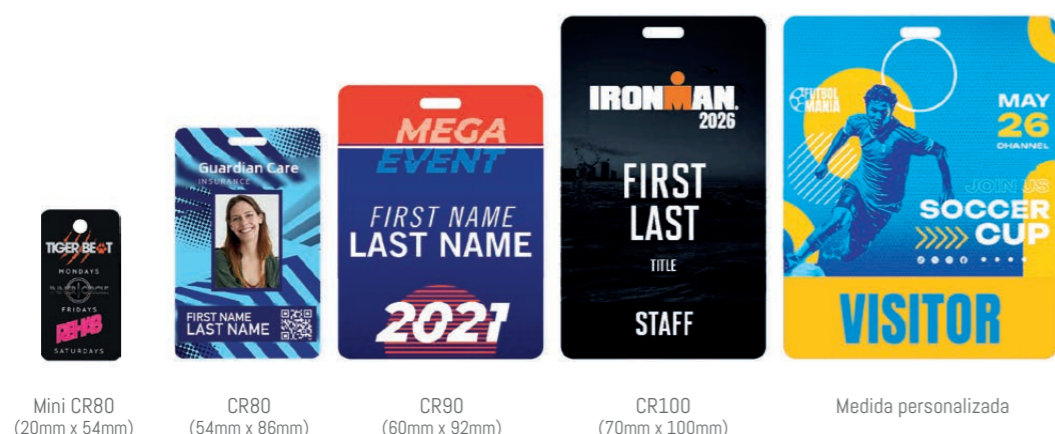 TIGER BEAT
MONDAYS
FRIDAYS
REHAB
SATURDAYS
Guardian Care
INSURANCE
FIRST NAME
LAST NAME
MEGA
EVENT
FIRST NAME
LAST NAME
2021
IRONMAN.
2026
FIRST
LAST
TITLE
STAFF
FUTBOL
MANIA
MAY
26
CHANNEL
JOIN US
SOCCER
CUP
VISITOR
Mini CR80
(20mm x 54mm)
CR80
(54mm x 86mm)
CR90
(60mm x 92mm)
CR100
(70mm x 100mm)
Medida personalizada